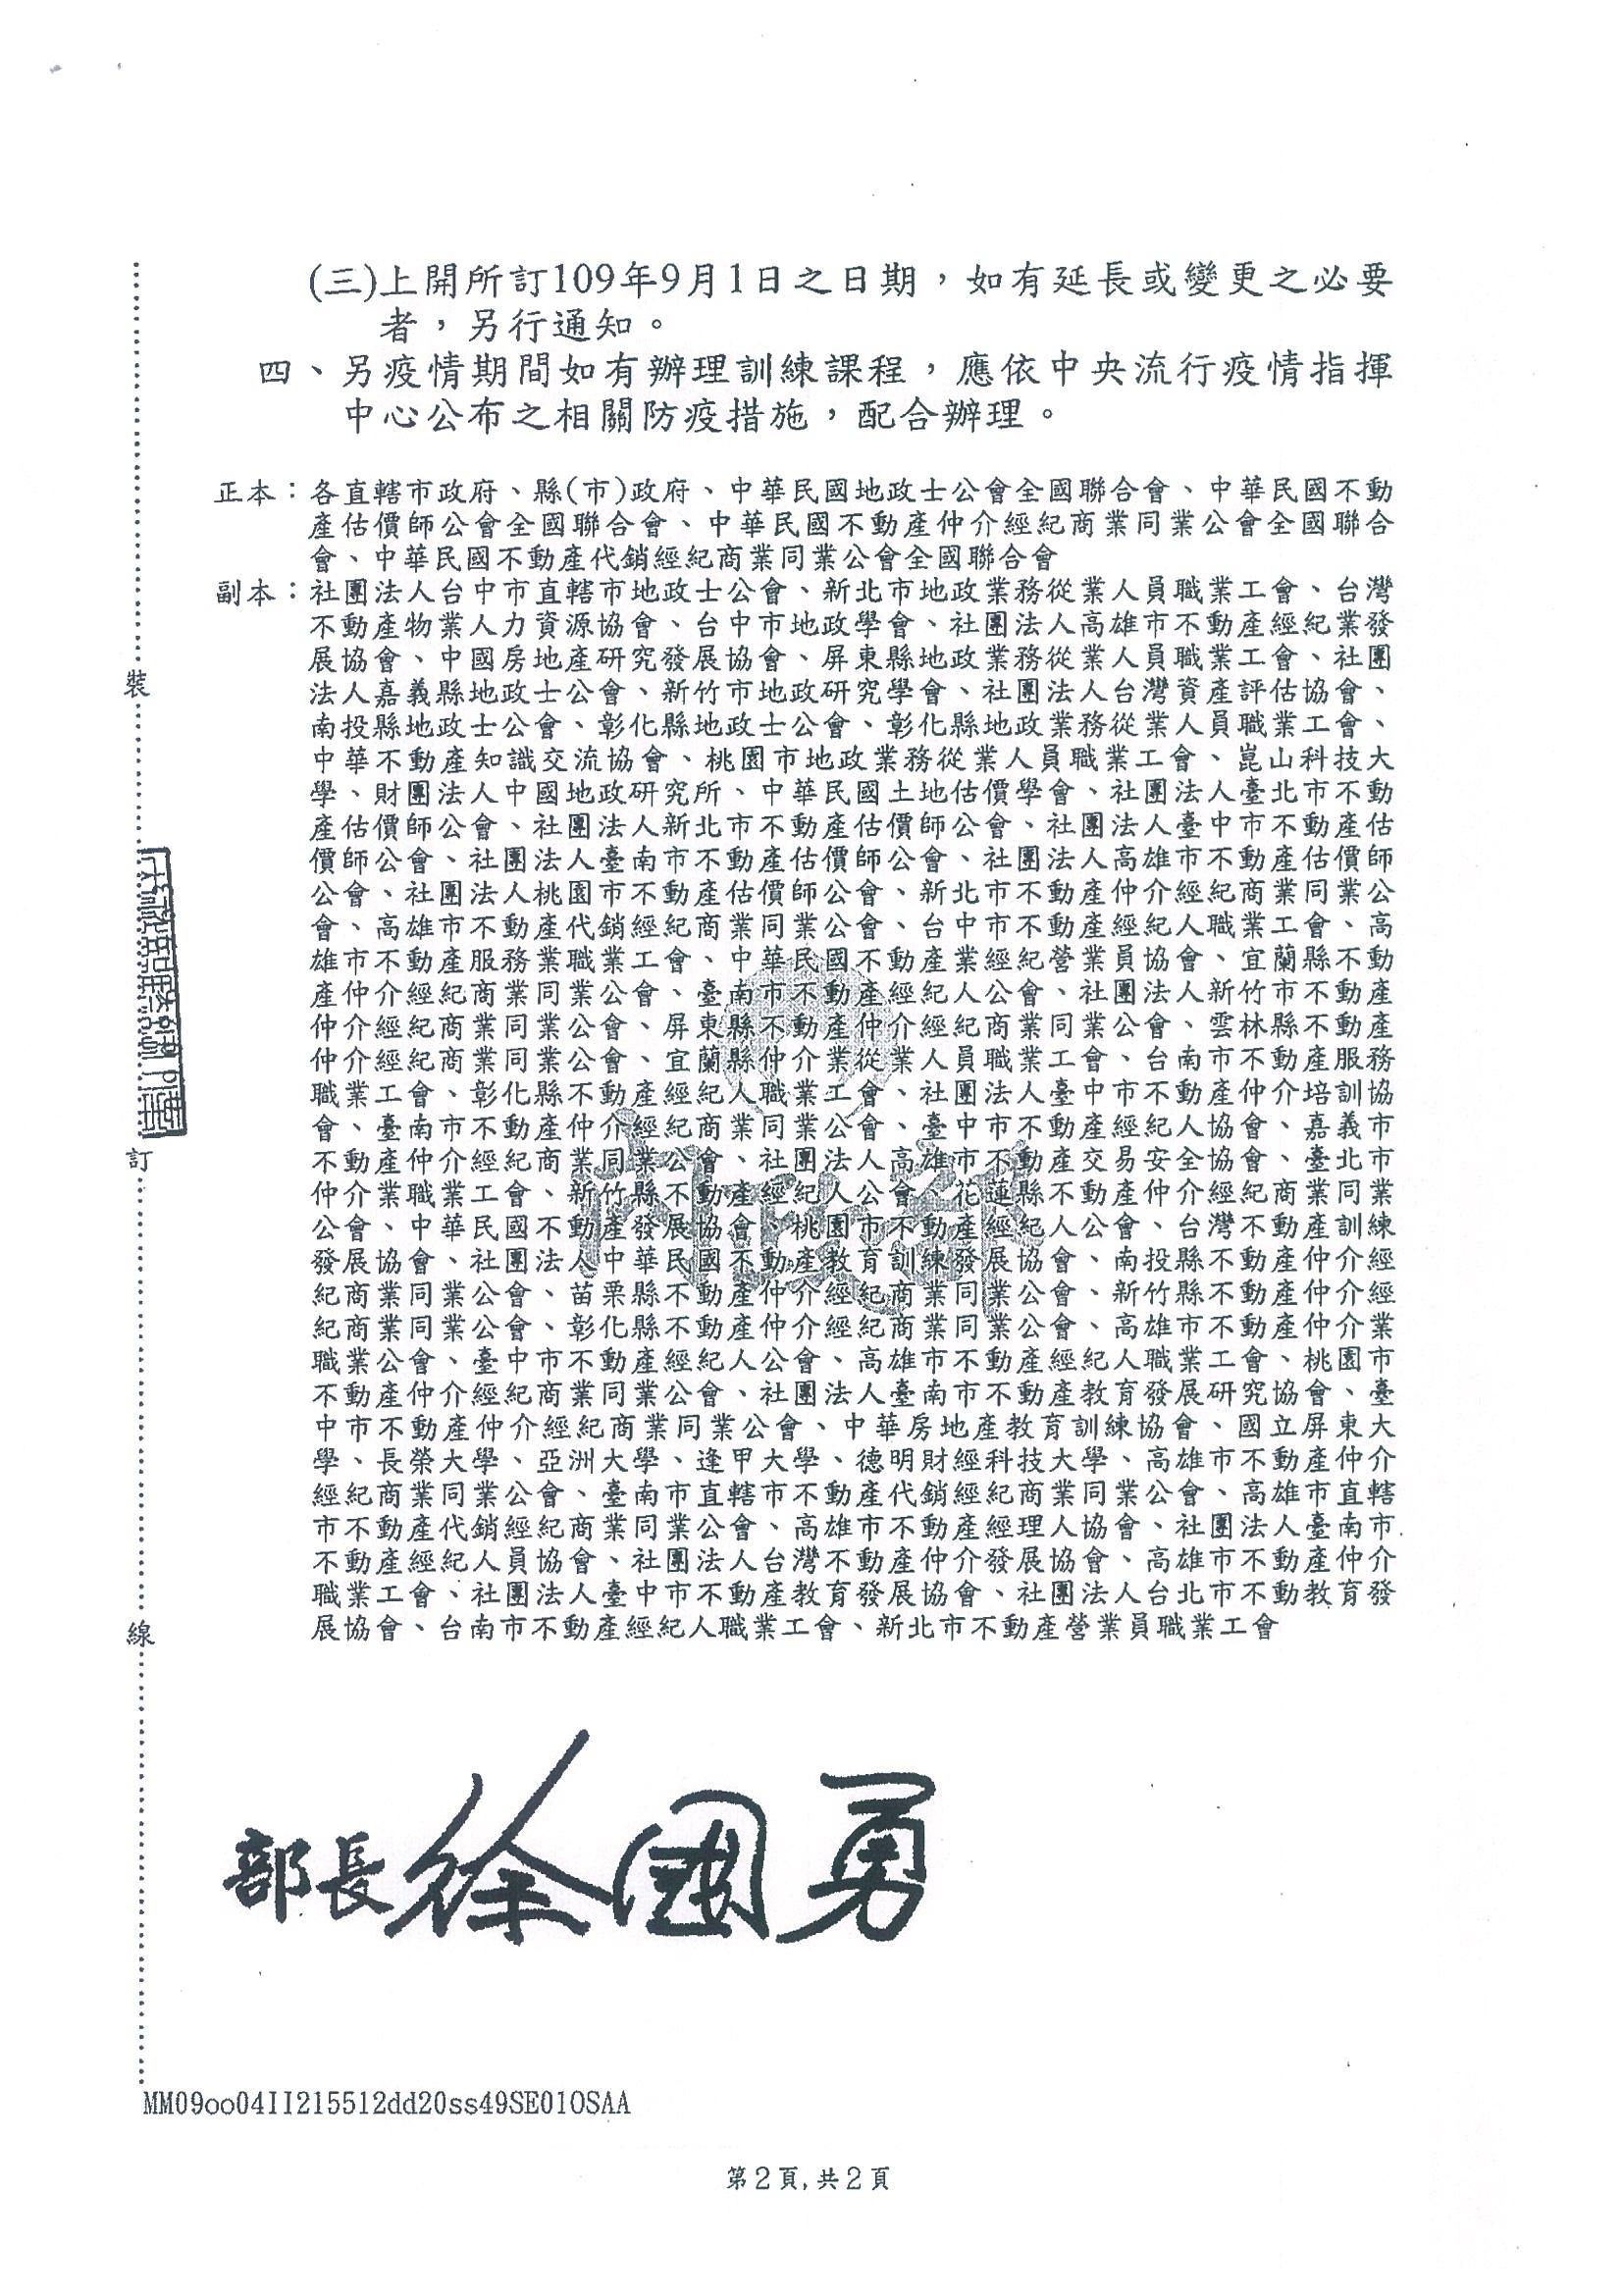 (三)上開所訂109年9月1日之日期，如有延長或變更之必要
者，另行通知。
四、另疫情期間如有辦理訓練課程，應依中央流行疫情指揮
中心公布之相關防疫措施，配合辦理。
正本：各直轄市政府、縣(市)政府、中華民國地政士公會全國聯合會、中華民國不動
產估價師公會全國聯合會、中華民國不動產仲介經紀商業同業公會全國聯合
會、中華民國不動產代銷經紀商業同業公會全國聯合會
副本：社團法人台中市直轄市地政士公會、新北市地政業務從業人員職業工會、台灣
不動產物業人力資源協會、台中市地政學會、社團法人高雄市不動產經紀業發
展協會、中國房地產研究發展協會、屏東縣地政業務從業人員職業工會、社團
法人嘉義縣地政士公會、新竹市地政研究學會、社團法人台灣資產評估協會、
南投縣地政士公會、彰化縣地政士公會、彰化縣地政業務從業人員職業工會、
中華不動產知識交流協會、桃園市地政業務從業人員職業工會、崑山科技大
學、財團法人中國地政研究所、中華民國土地估價學會、社團法人臺北市不動
產估價師公會、社團法人新北市不動產估價師公會、社團法人臺中市不動產估
價師公會、社團法人臺南市不動產估價師公會、社團法人高雄市不動產估價師
公會、社團法人桃園市不動產估價師公會、新北市不動產仲介經紀商業同業公
會、高雄市不動產代銷經紀商業同業公會、台中市不動產經紀人職業工會、高
雄市不動產服務業職業工會、中華民國不動產業經紀營業員協會、宜蘭縣不動
產仲介經紀商業同業公會、臺南市不動產經紀人公會、社團法人新竹市不動產
仲介經紀商業同業公會、屏東縣不動產仲介經紀商業同業公會、雲林縣不動產
仲介經紀商業同業公會、宜蘭縣仲介業從業人員職業工會、台南市不動產服務
職業工會、彰化縣不動產經紀人職業工會、社團法人臺中市不動產仲介培訓協
會、臺南市不動產仲介經紀商業同業公會、臺中市不動產經紀人協會、嘉義市
不動產仲介經紀商業同業公會、社團法人高雄市不動產交易安全協會、臺北市
仲介業職業工會、新竹縣不動產經紀人公會、花蓮縣不動產仲介經紀商業同業
公會、中華民國不動產發展協會、桃園市不動產經紀人公會、台灣不動產訓練
發展協會、社團法人中華民國不動產教育訓練發展協會、南投縣不動產仲介經
紀商業同業公會、苗栗縣不動產仲介經紀商業同業公會、新竹縣不動產仲介經
紀商業同業公會、彰化縣不動產仲介經紀商業同業公會、高雄市不動產仲介業
職業公會、臺中市不動產經紀人公會、高雄市不動產經紀人職業工會、桃園市
不動產仲介經紀商業同業公會、社團法人臺南市不動產教育發展研究協會、臺
中市不動產仲介經紀商業同業公會、中華房地產教育訓練協會、國立屏東大
學、長榮大學、亞洲大學、逢甲大學、德明財經科技大學、高雄市不動產仲介
經紀商業同業公會、臺南市直轄市不動產代銷經紀商業同業公會、高雄市直轄
市不動產代銷經紀商業同業公會、高雄市不動產經理人協會、社團法人臺南市
不動產經紀人員協會、社團法人台灣不動產仲介發展協會、高雄市不動產仲介
職業工會、社團法人臺中市不動產教育發展協會、社團法人台北市不動教育發
展協會、台南市不動產經紀人職業工會、新北市不動產營業員職業工會
裝
訂
線
內政部
部長徐國勇
MM09oo04II215512dd20ss49SE01OSAA
第2頁,共2頁